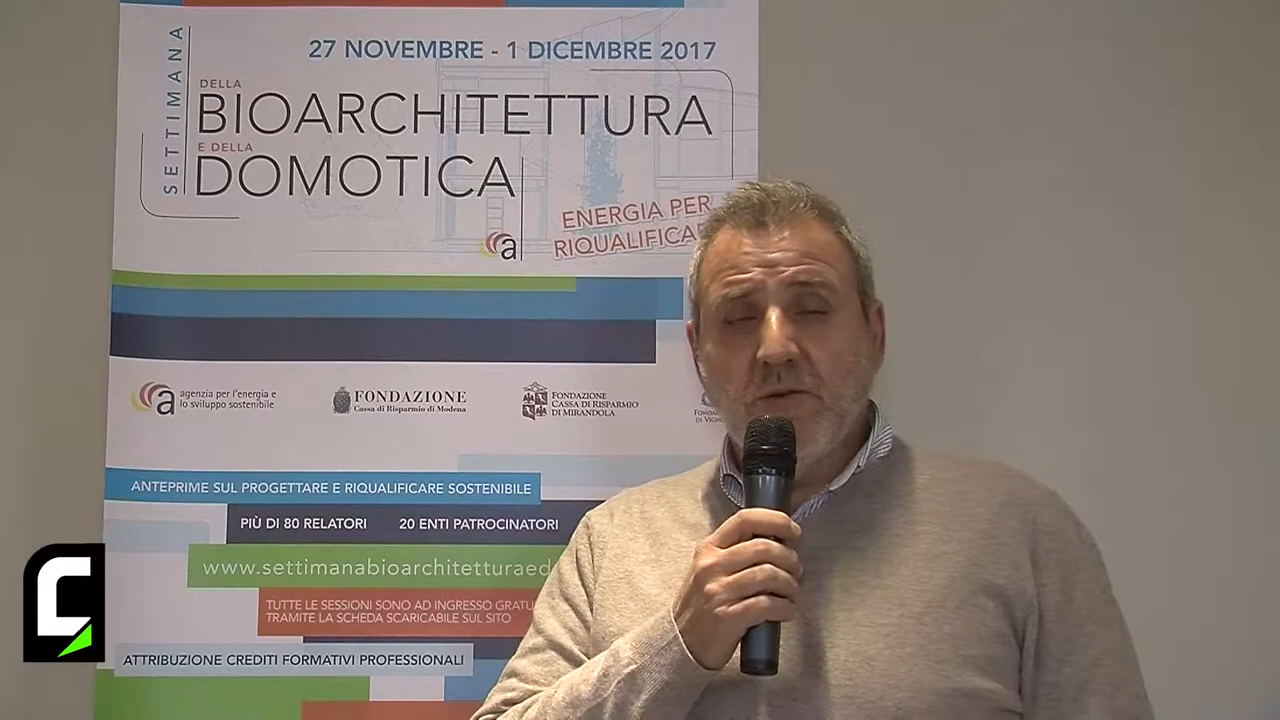 27 NOVEMBRE - 1 DICEMBRE 2017
SETTIMANA
DELLA
BIOARCHITETTURA
E DELLA
DOMOTICA
ENERGIA PER
a
agenzia per l'energia e
lo sviluppo sostenibile
FONDAZIONE
Cassa di Risparmio di Modena
FONDAZIONE
CASSA DI RISPARMIO
DI MIRANDOLA
ANTEPRIME SUL PROGETTARE E RIQUALIFICARE SOSTENIBILE
PIÙ DI 80 RELATORI 20 ENTI PATROCINATORI
TUTTE LE SESSIONI SONO AD INGRESSO
TRAMITE LA SCHEDA SCARICABILE SUL SITO
ATTRIBUZIONE CREDITI FORMATIVI PROFESSIONALI